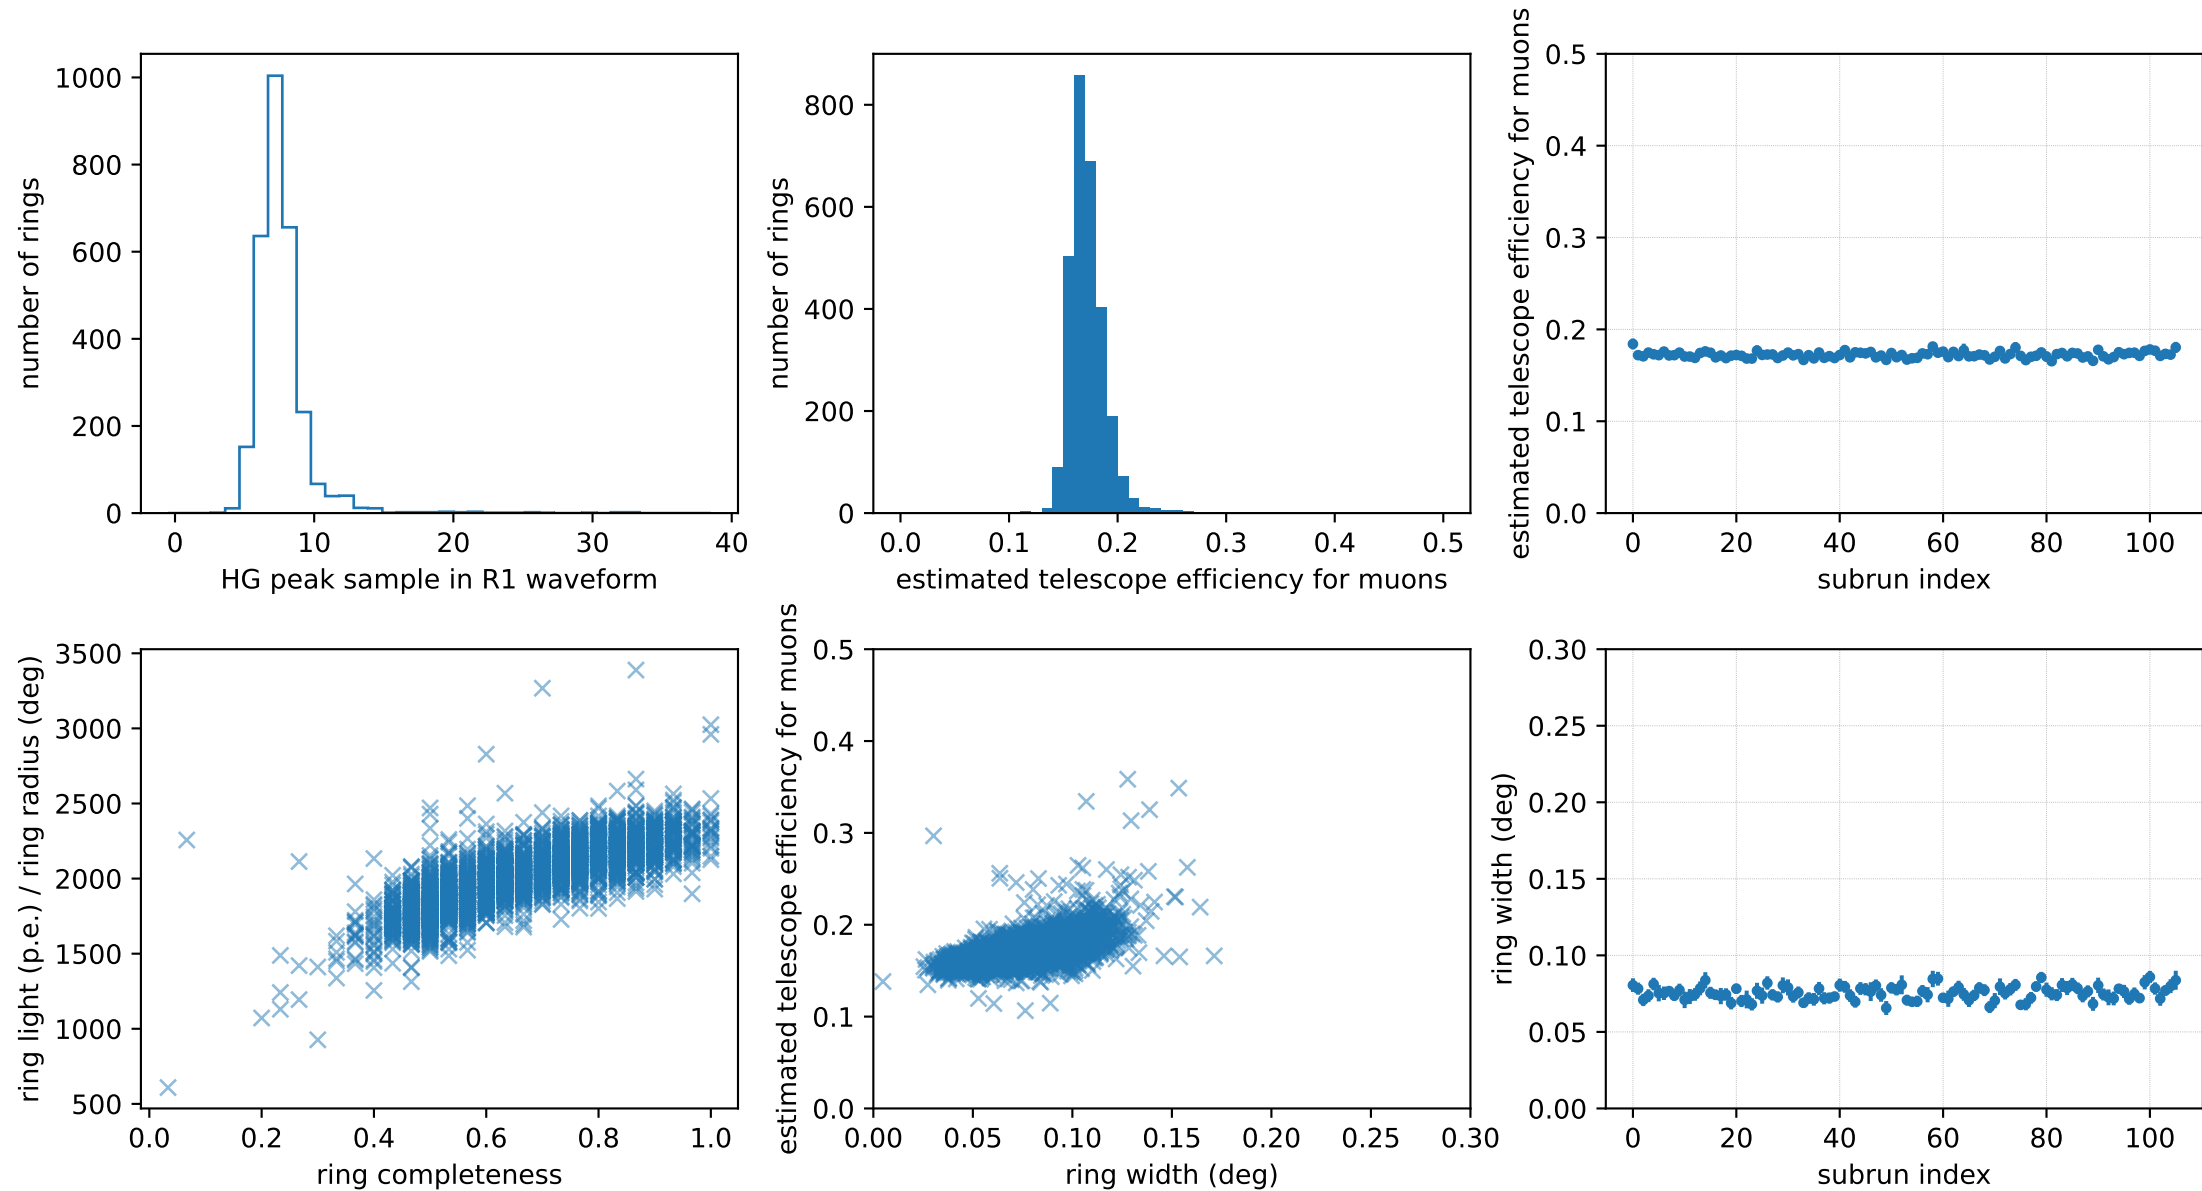 1000
800
600
400
200
0
number of rings
0 10 20 30 40
HG peak sample in R1 waveform
800
600
400
200
0
number of rings
0.0 0.1 0.2 0.3 0.4 0.5
estimated telescope efficiency for muons
0.5
0.4
0.3
0.2
0.1
0.0
estimated telescope efficiency for muons
0 20 40 60 80 100
subrun index
3500
3000
2500
2000
1500
1000
500
ring light (p.e.) / ring radius (deg)
0.0 0.2 0.4 0.6 0.8 1.0
ring completeness
0.5
0.4
0.3
0.2
0.1
0.0
estimated telescope efficiency for muons
0.00 0.05 0.10 0.15 0.20 0.25 0.30
ring width (deg)
0.30
0.25
0.20
0.15
0.10
0.05
0.00
ring width (deg)
0 20 40 60 80 100
subrun index